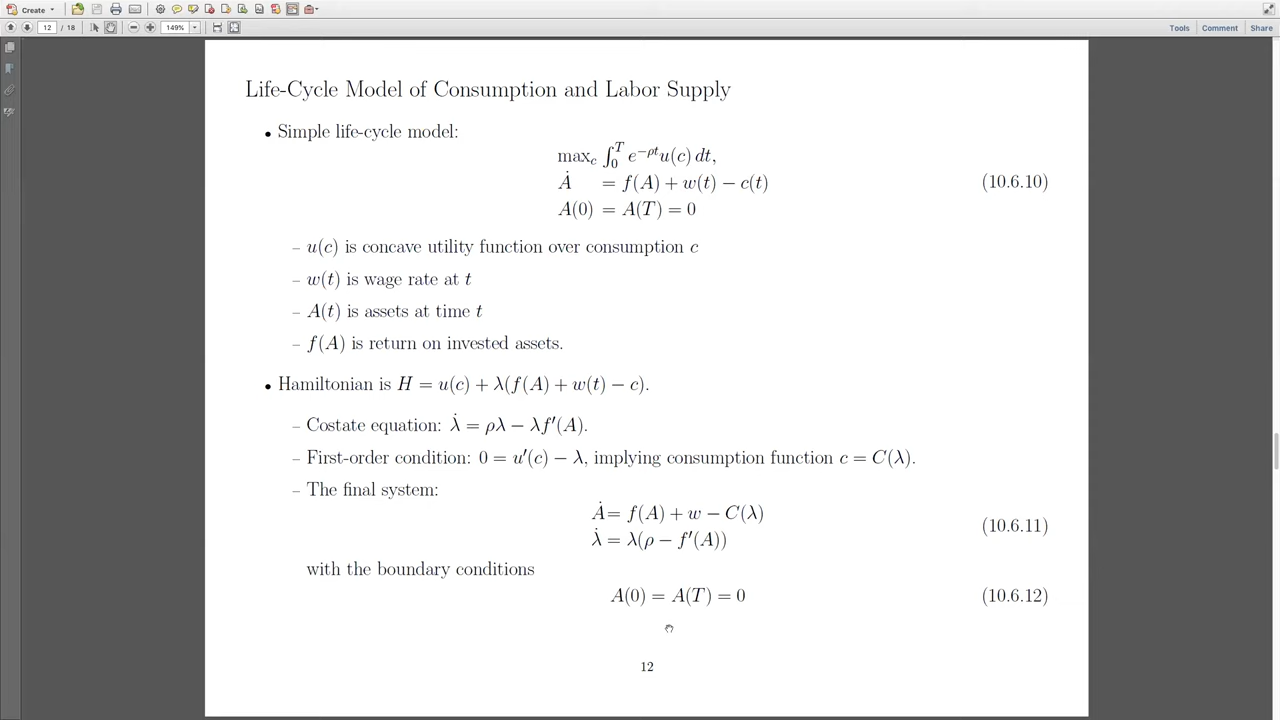 Create
12 / 18 149% Tools Comment Share
Life-Cycle Model of Consumption and Labor Supply
• Simple life-cycle model:
max_c ∫_0^T e^{−ρt} u(c) dt,
Ȧ = f(A) + w(t) − c(t) (10.6.10)
A(0) = A(T) = 0
– u(c) is concave utility function over consumption c
– w(t) is wage rate at t
– A(t) is assets at time t
– f(A) is return on invested assets.
• Hamiltonian is H = u(c) + λ(f(A) + w(t) − c).
– Costate equation: λ̇ = ρλ − λf′(A).
– First-order condition: 0 = u′(c) − λ, implying consumption function c = C(λ).
– The final system:
Ȧ = f(A) + w − C(λ)
λ̇ = λ(ρ − f′(A)) (10.6.11)
with the boundary conditions
A(0) = A(T) = 0 (10.6.12)
12